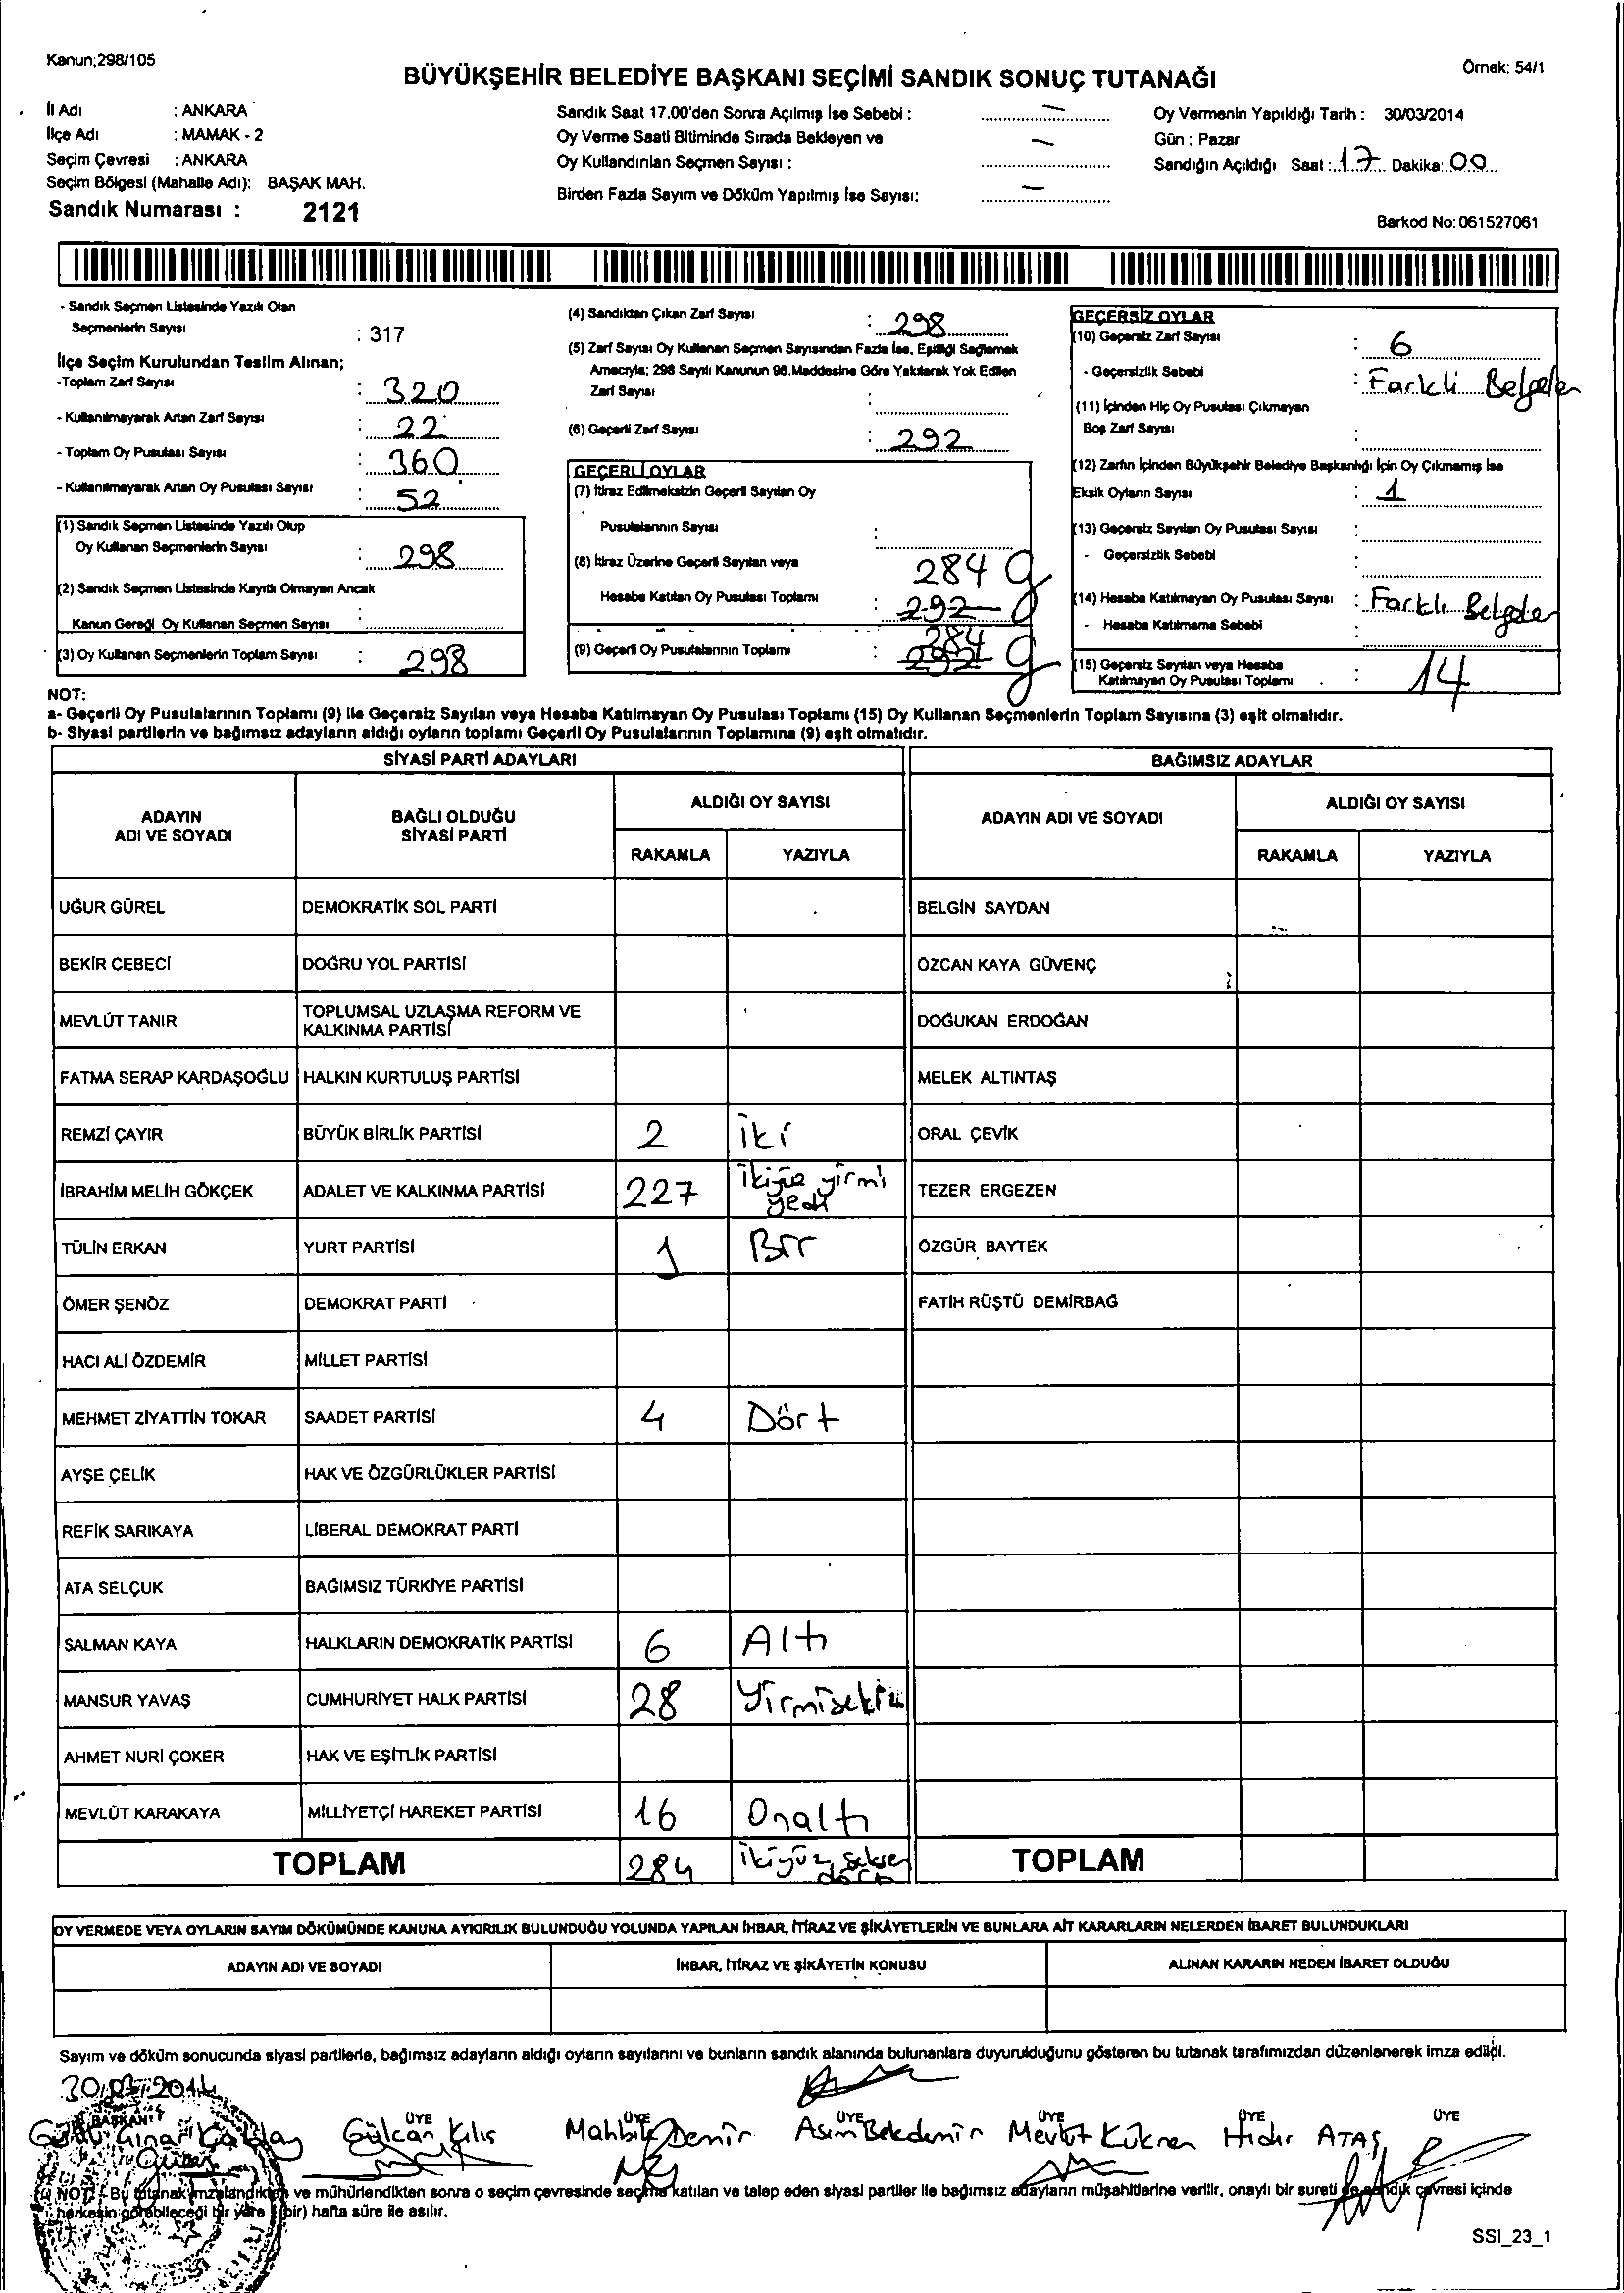 Kanun;298/105
Örnek: 54/1
BÜYÜKŞEHİR BELEDİYE BAŞKANI SEÇİMİ SANDIK SONUÇ TUTANAĞI
İl Adı : ANKARA
İlçe Adı : MAMAK - 2
Seçim Çevresi : ANKARA
Seçim Bölgesi (Mahalle Adı): BAŞAK MAH.
Sandık Numarası : 2121
Sandık Saat 17.00'den Sonra Açılmış İse Sebebi : —
Oy Verme Saati Bitiminde Sırada Bekleyen ve
Oy Kullandırılan Seçmen Sayısı : —
Birden Fazla Sayım ve Döküm Yapılmış İse Sayısı: —
Oy Vermenin Yapıldığı Tarih : 30/03/2014
Gün : Pazar
Sandığın Açıldığı Saat : 17 Dakika: 00
Barkod No: 061527061
- Sandık Seçmen Listesinde Yazılı Olan
Seçmenlerin Sayısı : 317
İlçe Seçim Kurulundan Teslim Alınan;
-Toplam Zarf Sayısı : 320
- Kullanılmayarak Artan Zarf Sayısı : 22
- Toplam Oy Pusulası Sayısı : 360
- Kullanılmayarak Artan Oy Pusulası Sayısı : 52
(1) Sandık Seçmen Listesinde Yazılı Olup
Oy Kullanan Seçmenlerin Sayısı : 298
(2) Sandık Seçmen Listesinde Kayıtlı Olmayan Ancak
Kanun Gereği Oy Kullanan Seçmen Sayısı :
(3) Oy Kullanan Seçmenlerin Toplam Sayısı : 298
(4) Sandıktan Çıkan Zarf Sayısı : 298
(5) Zarf Sayısı Oy Kullanan Seçmen Sayısından Fazla İse, Eşitliği Sağlamak
Amacıyla; 298 Sayılı Kanunun 98.Maddesine Göre Yakılarak Yok Edilen
Zarf Sayısı :
(6) Geçerli Zarf Sayısı : 292
GEÇERLİ OYLAR
(7) İtiraz Edilmeksizin Geçerli Sayılan Oy
Pusulalarının Sayısı :
(8) İtiraz Üzerine Geçerli Sayılan veya 284
Hesaba Katılan Oy Pusulası Toplamı : 292
284
(9) Geçerli Oy Pusulalarının Toplamı : 292
GEÇERSİZ OYLAR
(10) Geçersiz Zarf Sayısı : 6
- Geçersizlik Sebebi : Farklı Belgeler
(11) İçinden Hiç Oy Pusulası Çıkmayan
Boş Zarf Sayısı :
(12) Zarfın İçinden Büyükşehir Belediye Başkanlığı İçin Oy Çıkmamış İse
Eksik Oyların Sayısı : 1
(13) Geçersiz Sayılan Oy Pusulası Sayısı :
- Geçersizlik Sebebi :
(14) Hesaba Katılmayan Oy Pusulası Sayısı : Farklı Belgeler
- Hesaba Katılmama Sebebi :
(15) Geçersiz Sayılan veya Hesaba
Katılmayan Oy Pusulası Toplamı : 14
NOT:
a- Geçerli Oy Pusulalarının Toplamı (9) ile Geçersiz Sayılan veya Hesaba Katılmayan Oy Pusulası Toplamı (15) Oy Kullanan Seçmenlerin Toplam Sayısına (3) eşit olmalıdır.
b- Siyasi partilerin ve bağımsız adayların aldığı oyların toplamı Geçerli Oy Pusulalarının Toplamına (9) eşit olmalıdır.
SİYASİ PARTİ ADAYLARI BAĞIMSIZ ADAYLAR
ADAYIN ADI VE SOYADI BAĞLI OLDUĞU SİYASİ PARTİ ALDIĞI OY SAYISI ADAYIN ADI VE SOYADI ALDIĞI OY SAYISI
RAKAMLA YAZIYLA RAKAMLA YAZIYLA
UĞUR GÜREL DEMOKRATİK SOL PARTİ BELGİN SAYDAN
BEKİR CEBECİ DOĞRU YOL PARTİSİ ÖZCAN KAYA GÜVENÇ
MEVLÜT TANIR TOPLUMSAL UZLAŞMA REFORM VE KALKINMA PARTİSİ DOĞUKAN ERDOĞAN
FATMA SERAP KARDAŞOĞLU HALKIN KURTULUŞ PARTİSİ MELEK ALTINTAŞ
REMZİ ÇAYIR BÜYÜK BİRLİK PARTİSİ 2 iki ORAL ÇEVİK
İBRAHİM MELİH GÖKÇEK ADALET VE KALKINMA PARTİSİ 227 ikiyüz yirmi yedi TEZER ERGEZEN
TÜLİN ERKAN YURT PARTİSİ 1 Bir ÖZGÜR BAYTEK
ÖMER ŞENÖZ DEMOKRAT PARTİ FATİH RÜŞTÜ DEMİRBAĞ
HACI ALİ ÖZDEMİR MİLLET PARTİSİ
MEHMET ZİYATTİN TOKAR SAADET PARTİSİ 4 Dört
AYŞE ÇELİK HAK VE ÖZGÜRLÜKLER PARTİSİ
REFİK SARIKAYA LİBERAL DEMOKRAT PARTİ
ATA SELÇUK BAĞIMSIZ TÜRKİYE PARTİSİ
SALMAN KAYA HALKLARIN DEMOKRATİK PARTİSİ 6 Altı
MANSUR YAVAŞ CUMHURİYET HALK PARTİSİ 28 Yirmisekiz
AHMET NURİ ÇOKER HAK VE EŞİTLİK PARTİSİ
MEVLÜT KARAKAYA MİLLİYETÇİ HAREKET PARTİSİ 16 Onaltı
TOPLAM 284 ikiyüz seksen dört TOPLAM
OY VERMEDE VEYA OYLARIN SAYIM DÖKÜMÜNDE KANUNA AYKIRILIK BULUNDUĞU YOLUNDA YAPILAN İHBAR, İTİRAZ VE ŞİKÂYETLERİN VE BUNLARA AİT KARARLARIN NELERDEN İBARET BULUNDUKLARI
ADAYIN ADI VE SOYADI İHBAR, İTİRAZ VE ŞİKÂYETİN KONUSU ALINAN KARARIN NEDEN İBARET OLDUĞU
Sayım ve döküm sonucunda siyasi partilerle, bağımsız adayların aldığı oyların sayılarını ve bunların sandık alanında bulunanlara duyurulduğunu gösteren bu tutanak tarafımızdan düzenlenerek imza edildi.
30/03/2014
BAŞKAN ÜYE ÜYE ÜYE ÜYE ÜYE ÜYE
Gülcan Kılıs Mahbile Demir Asım Bekdemir Mevlüt Kükrer Hıdır ATAŞ
NOT: -Bu tutanak imzalandıktan ve mühürlendikten sonra o seçim çevresinde seçime katılan ve talep eden siyasi partiler ile bağımsız adayların müşahitlerine verilir, onaylı bir sureti de sandık çevresi içinde
herkesin görebileceği bir yere 1 (bir) hafta süre ile asılır.
SSI_23_1